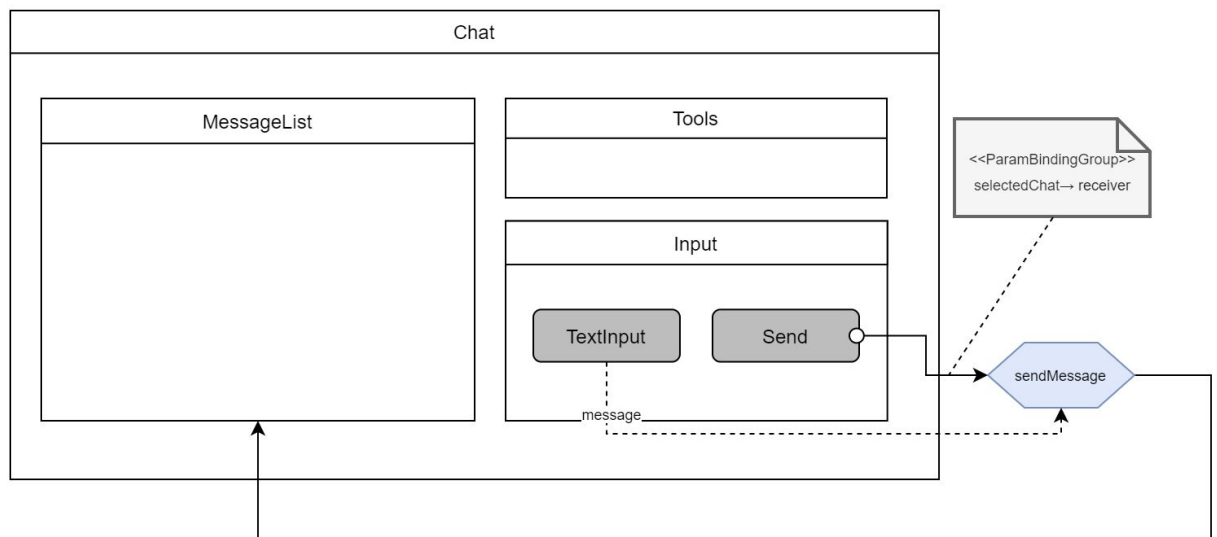 Chat
MessageList
Tools
<<ParamBindingGroup>>
selectedChat→ receiver
Input
TextInput
Send
sendMessage
message